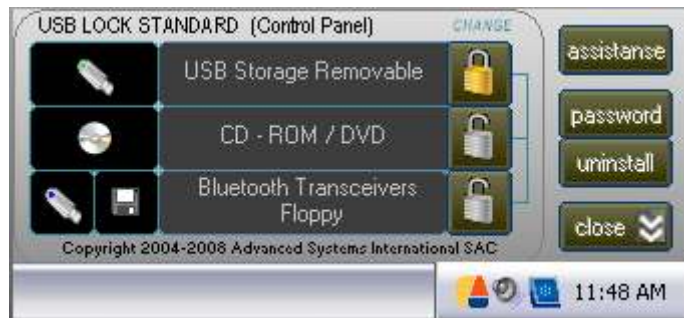 USB LOCK STANDARD (Control Panel)
CHANGE
USB Storage Removable
CD - ROM / DVD
Bluetooth Transceivers
Floppy
Copyright 2004-2008 Advanced Systems International SAC
assistanse
password
uninstall
close
11:48 AM